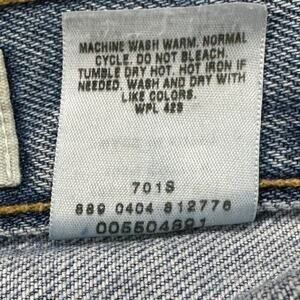 MACHINE WASH WARM. NORMAL
CYCLE. DO NOT BLEACH.
TUMBLE DRY HOT. HOT IRON IF
NEEDED. WASH AND DRY WITH
LIKE COLORS.
WPL 423
701S
889 0404 812776
005504891